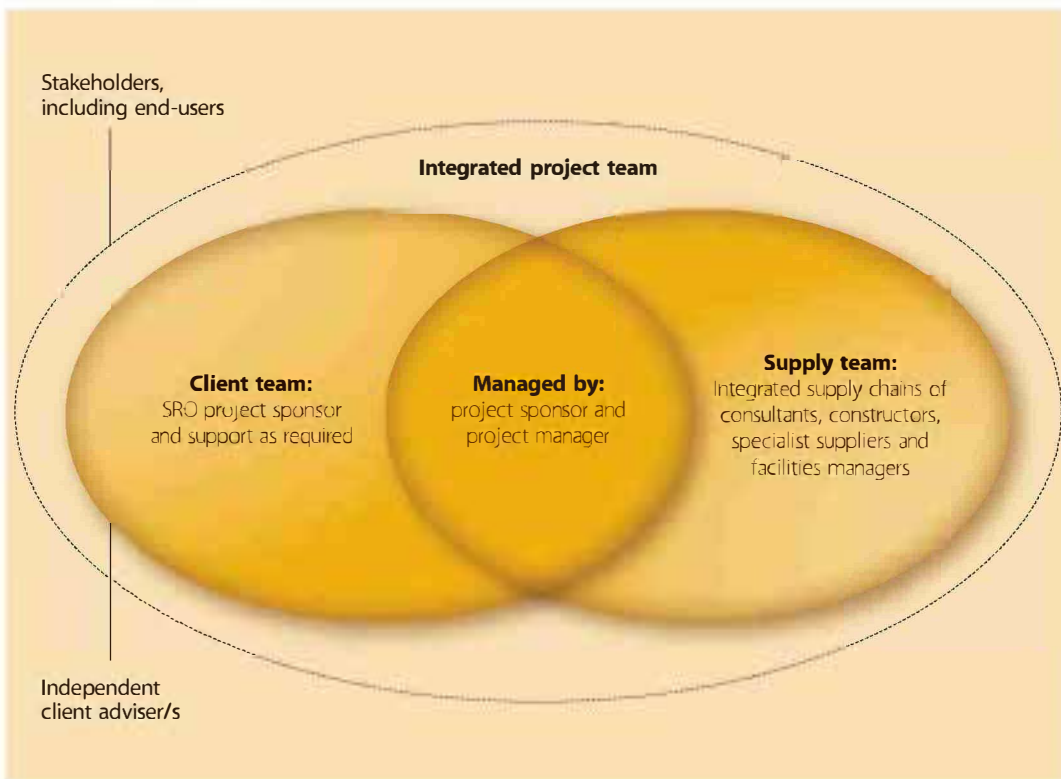 Stakeholders,
including end-users
Integrated project team
Client team:
SRO project sponsor
and support as required
Managed by:
project sponsor and
project manager
Supply team:
Integrated supply chains of
consultants, constructors,
specialist suppliers and
facilities managers
Independent
client adviser/s